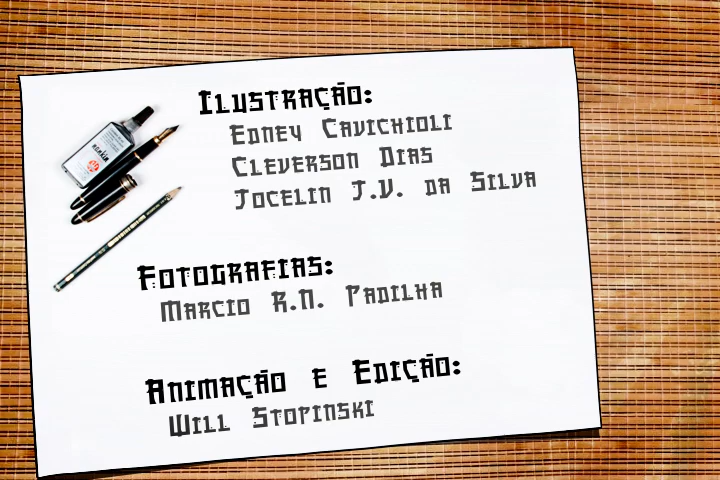 Ilustração:
Edney Cavichioli
Cleverson Dias
Jocelin J.V. da Silva
Fotografias:
Marcio R.N. Padilha
Animação e Edição:
Will Stopinski